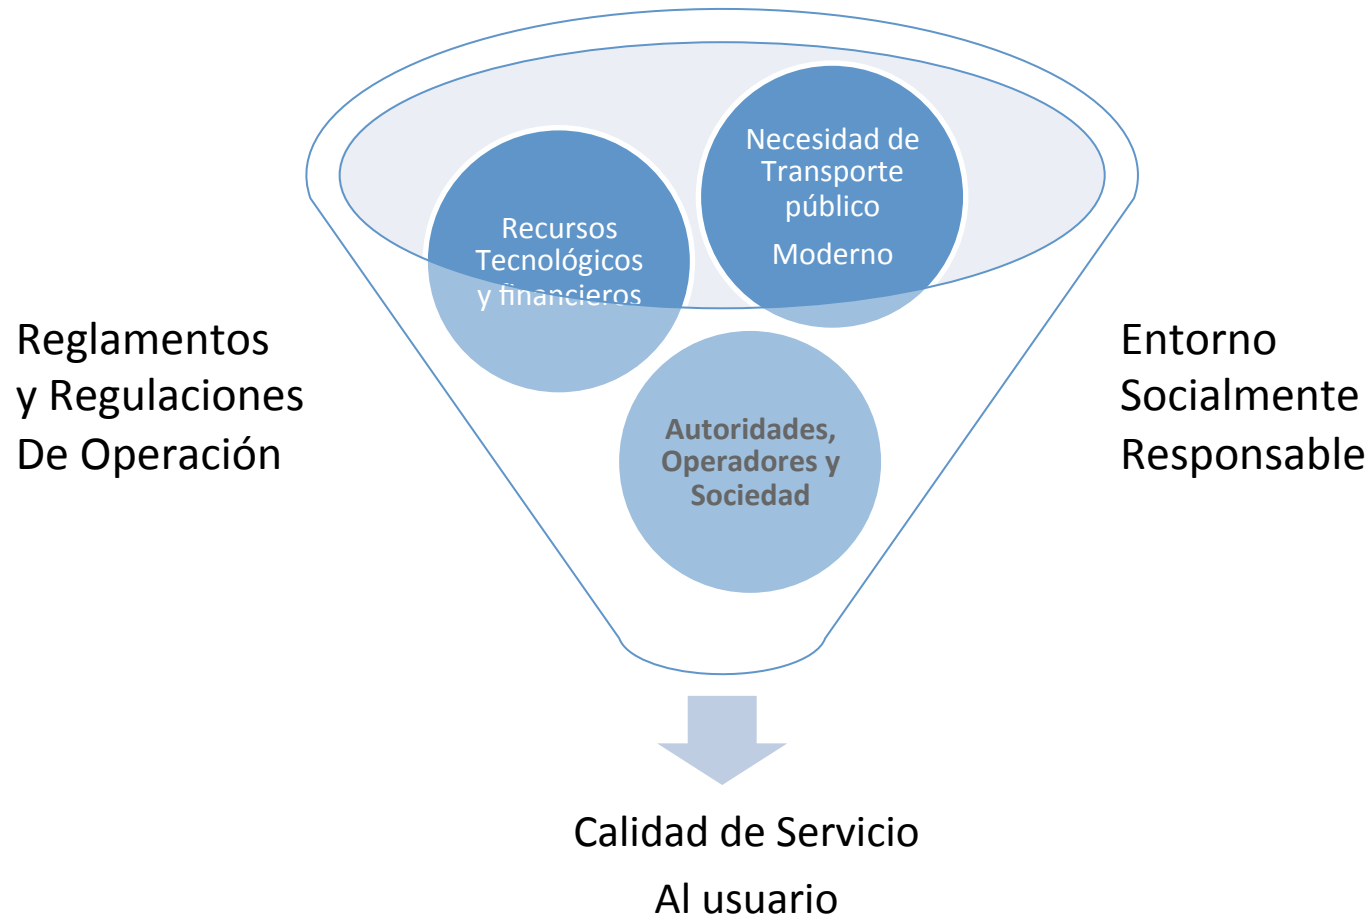 Necesidad de
Transporte
público
Moderno
Recursos
Tecnológicos
y financieros
Reglamentos
y Regulaciones
De Operación
Entorno
Socialmente
Responsable
Autoridades,
Operadores y
Sociedad
Calidad de Servicio
Al usuario